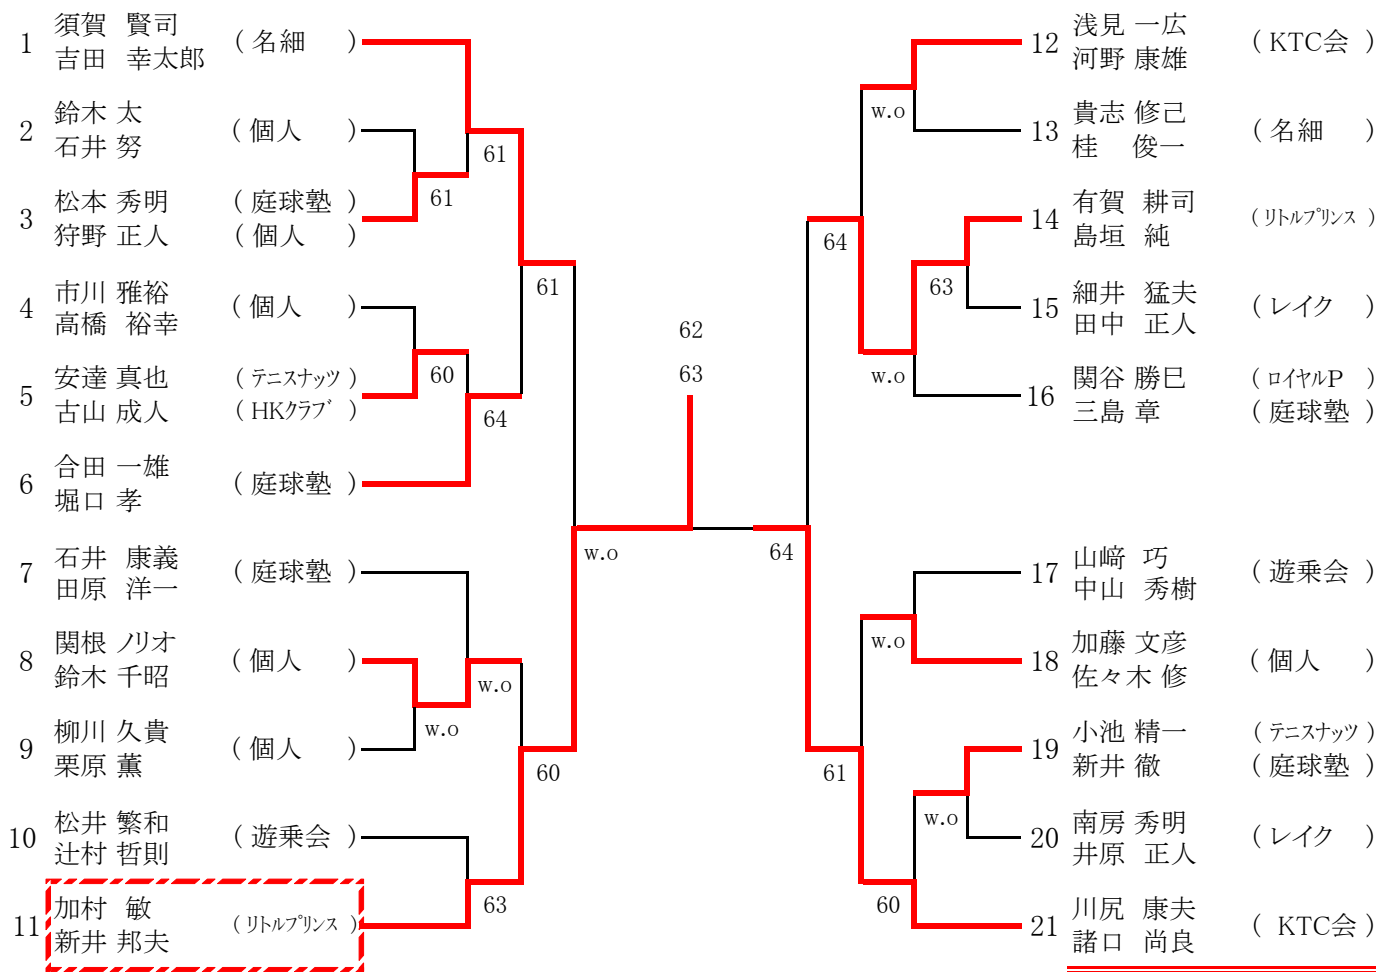 1 須賀 賢司 ( 名細 )
吉田 幸太郎
2 鈴木 太 ( 個人 )
石井 努
3 松本 秀明 ( 庭球塾 )
狩野 正人 ( 個人 )
4 市川 雅裕 ( 個人 )
高橋 裕幸
5 安達 真也 ( テニスナッツ )
古山 成人 ( HKクラブ )
6 合田 一雄 ( 庭球塾 )
堀口 孝
7 石井 康義 ( 庭球塾 )
田原 洋一
8 関根 ノリオ ( 個人 )
鈴木 千昭
9 柳川 久貴 ( 個人 )
栗原 薫
10 松井 繁和 ( 遊乗会 )
辻村 哲則
11 加村 敏 ( リトルプリンス )
新井 邦夫
61
61
60
64
61
w.o
w.o
63
60
w.o
62
63
64
w.o
64
63
w.o
w.o
61
w.o
60
12 浅見 一広 ( KTC会 )
河野 康雄
13 貴志 修己 ( 名細 )
桂 俊一
14 有賀 耕司 ( リトルプリンス )
島垣 純
15 細井 猛夫 ( レイク )
田中 正人
16 関谷 勝巳 ( ロイヤルP )
三島 章 ( 庭球塾 )
17 山﨑 巧 ( 遊乗会 )
中山 秀樹
18 加藤 文彦 ( 個人 )
佐々木 修
19 小池 精一 ( テニスナッツ )
新井 徹 ( 庭球塾 )
20 南房 秀明 ( レイク )
井原 正人
21 川尻 康夫 ( KTC会 )
諸口 尚良